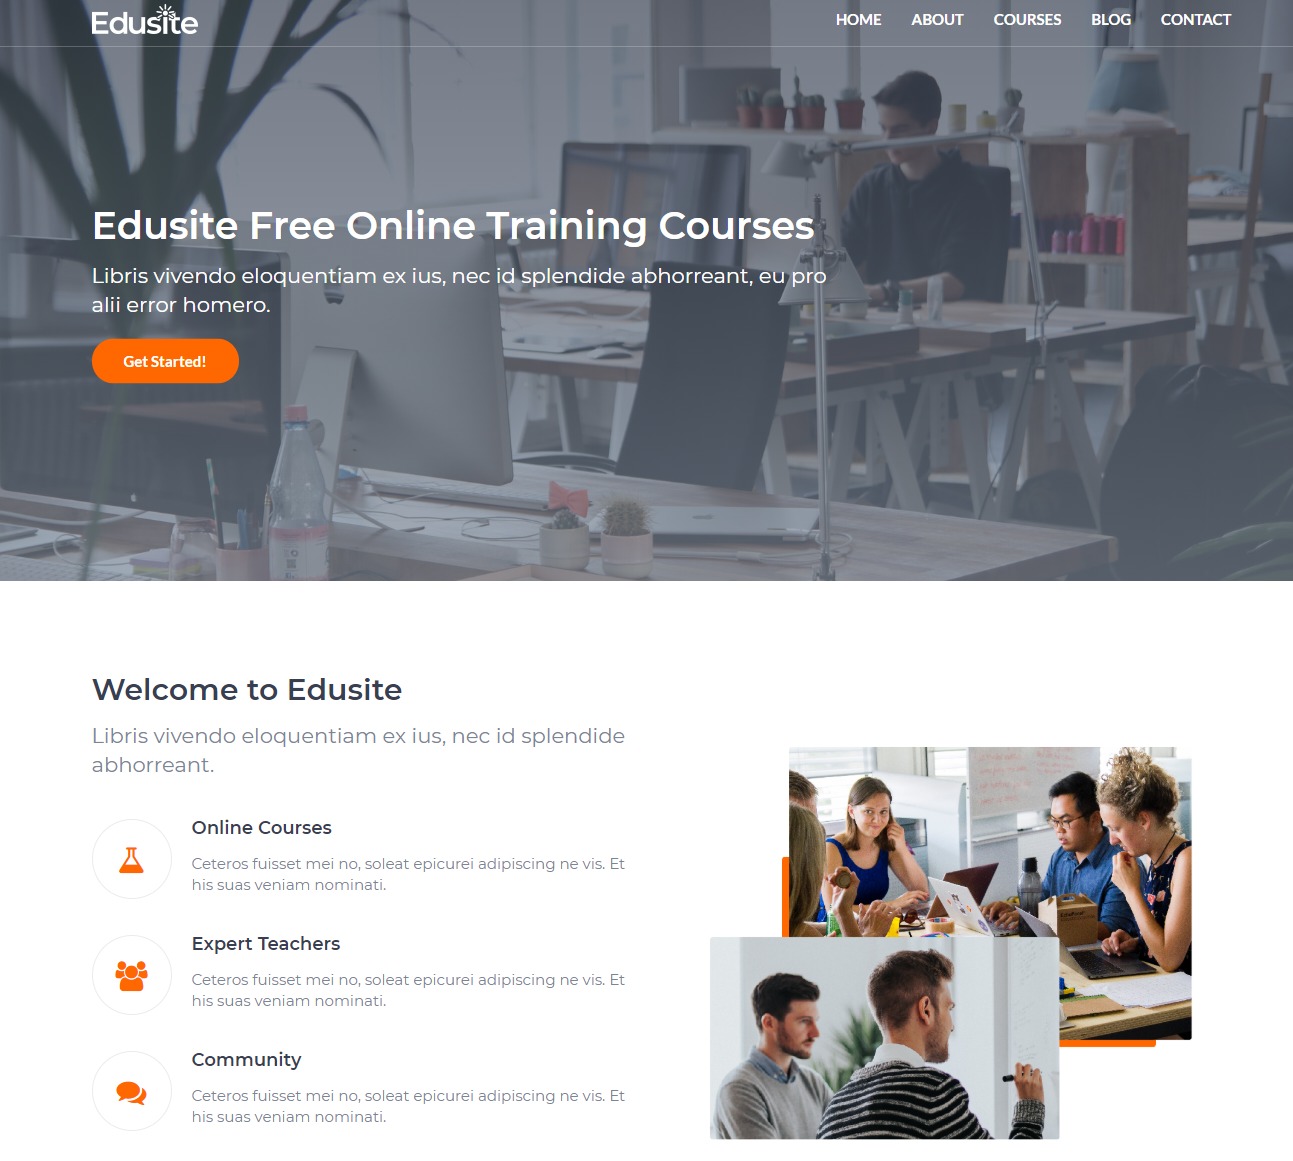 Edusite
HOME ABOUT COURSES BLOG CONTACT
Edusite Free Online Training Courses
Libris vivendo eloquentiam ex ius, nec id splendide abhorreant, eu pro
alii error homero.
Get Started!
Welcome to Edusite
Libris vivendo eloquentiam ex ius, nec id splendide
abhorreant.
Online Courses
Ceteros fuisset mei no, soleat epicurei adipiscing ne vis. Et
his suas veniam nominati.
Expert Teachers
Ceteros fuisset mei no, soleat epicurei adipiscing ne vis. Et
his suas veniam nominati.
Community
Ceteros fuisset mei no, soleat epicurei adipiscing ne vis. Et
his suas veniam nominati.